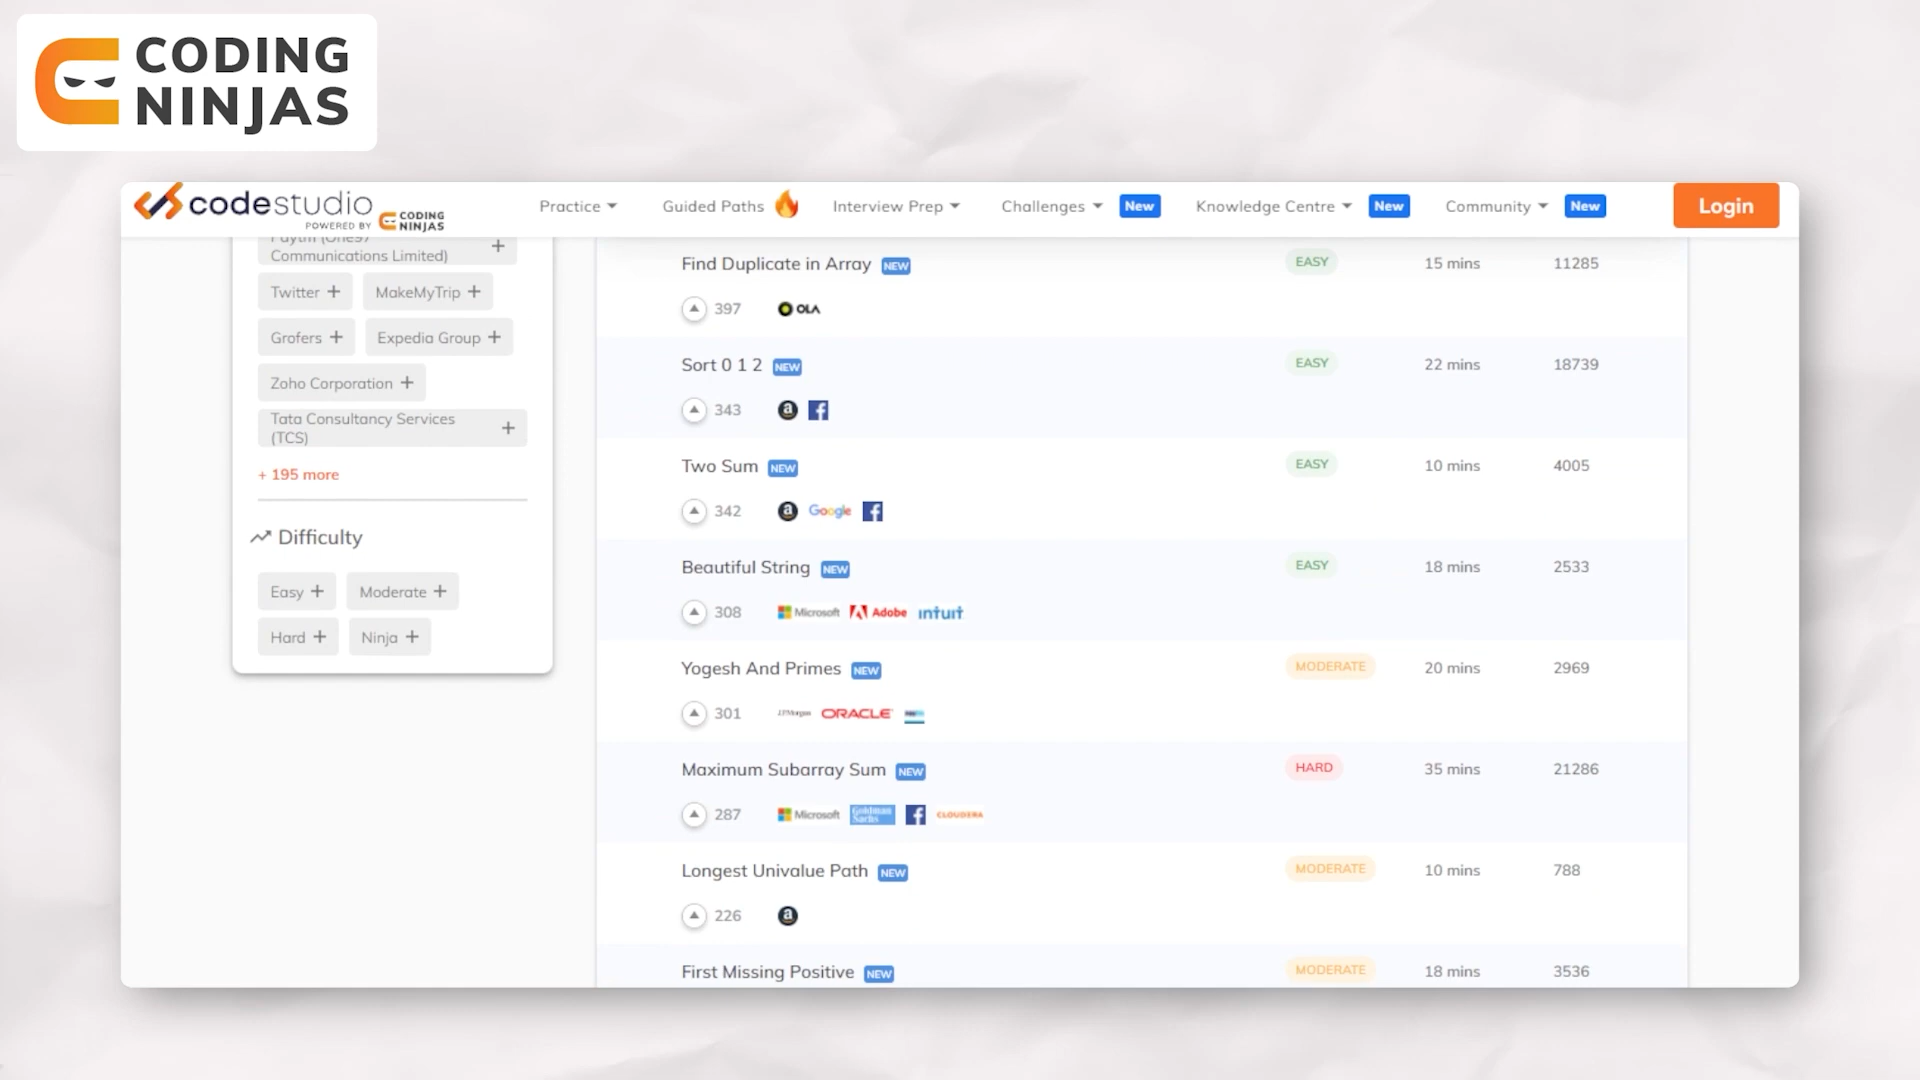 CODING
NINJAS
codestudio
POWERED BY CODING NINJAS
Practice
Guided Paths
Interview Prep
Challenges New
Knowledge Centre New
Community New
Login
Paytm (One97
Communications Limited) +
Twitter + MakeMyTrip +
Grofers + Expedia Group +
Zoho Corporation +
Tata Consultancy Services
(TCS) +
+ 195 more
Difficulty
Easy + Moderate +
Hard + Ninja +
Find Duplicate in Array NEW EASY 15 mins 11285
397 OLA
Sort 0 1 2 NEW EASY 22 mins 18739
343 a f
Two Sum NEW EASY 10 mins 4005
342 a Google f
Beautiful String NEW EASY 18 mins 2533
308 Microsoft Adobe intuit
Yogesh And Primes NEW MODERATE 20 mins 2969
301 J.P.Morgan ORACLE
Maximum Subarray Sum NEW HARD 35 mins 21286
287 Microsoft Goldman Sachs f CLOUDERA
Longest Univalue Path NEW MODERATE 10 mins 788
226 a
First Missing Positive NEW MODERATE 18 mins 3536